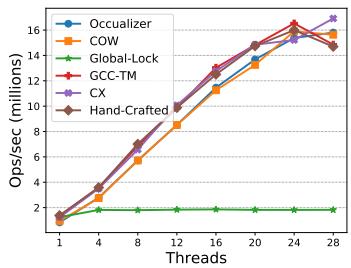 Occualizer
COW
Global-Lock
GCC-TM
CX
Hand-Crafted
Ops/sec (millions)
16
14
12
10
8
6
4
2
1 4 8 12 16 20 24 28
Threads